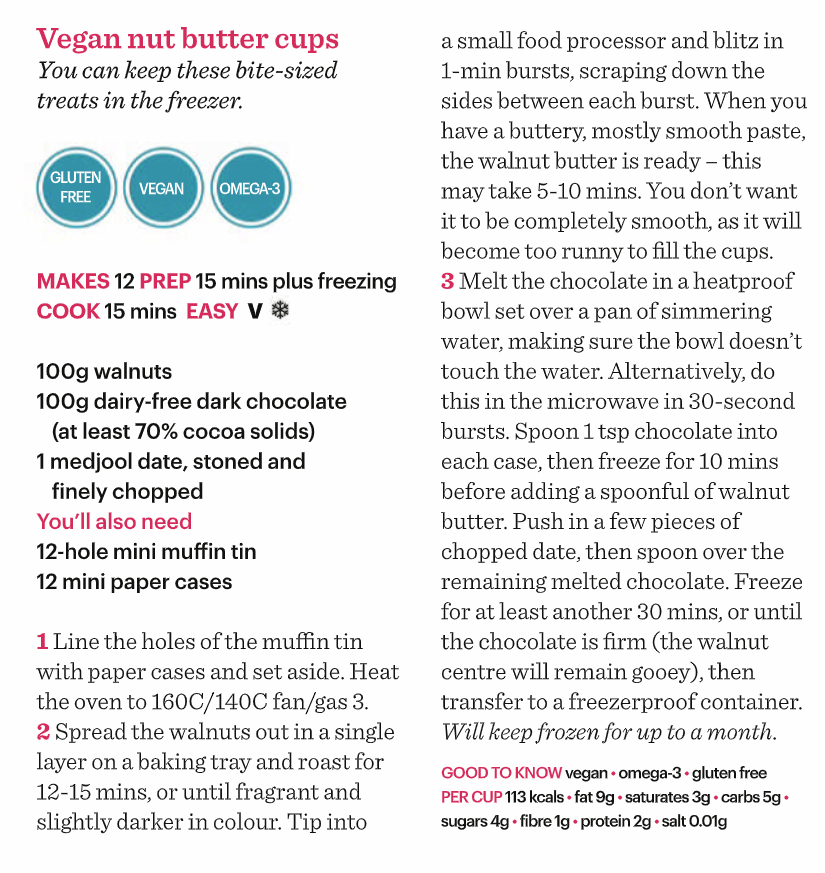 Vegan nut butter cups
You can keep these bite-sized
treats in the freezer.
GLUTEN
FREE
VEGAN
OMEGA-3
MAKES 12 PREP 15 mins plus freezing
COOK 15 mins EASY V ❄
100g walnuts
100g dairy-free dark chocolate
(at least 70% cocoa solids)
1 medjool date, stoned and
finely chopped
You’ll also need
12-hole mini muffin tin
12 mini paper cases
1 Line the holes of the muffin tin
with paper cases and set aside. Heat
the oven to 160C/140C fan/gas 3.
2 Spread the walnuts out in a single
layer on a baking tray and roast for
12-15 mins, or until fragrant and
slightly darker in colour. Tip into
a small food processor and blitz in
1-min bursts, scraping down the
sides between each burst. When you
have a buttery, mostly smooth paste,
the walnut butter is ready – this
may take 5-10 mins. You don’t want
it to be completely smooth, as it will
become too runny to fill the cups.
3 Melt the chocolate in a heatproof
bowl set over a pan of simmering
water, making sure the bowl doesn’t
touch the water. Alternatively, do
this in the microwave in 30-second
bursts. Spoon 1 tsp chocolate into
each case, then freeze for 10 mins
before adding a spoonful of walnut
butter. Push in a few pieces of
chopped date, then spoon over the
remaining melted chocolate. Freeze
for at least another 30 mins, or until
the chocolate is firm (the walnut
centre will remain gooey), then
transfer to a freezerproof container.
Will keep frozen for up to a month.
GOOD TO KNOW vegan • omega-3 • gluten free
PER CUP 113 kcals • fat 9g • saturates 3g • carbs 5g •
sugars 4g • fibre 1g • protein 2g • salt 0.01g